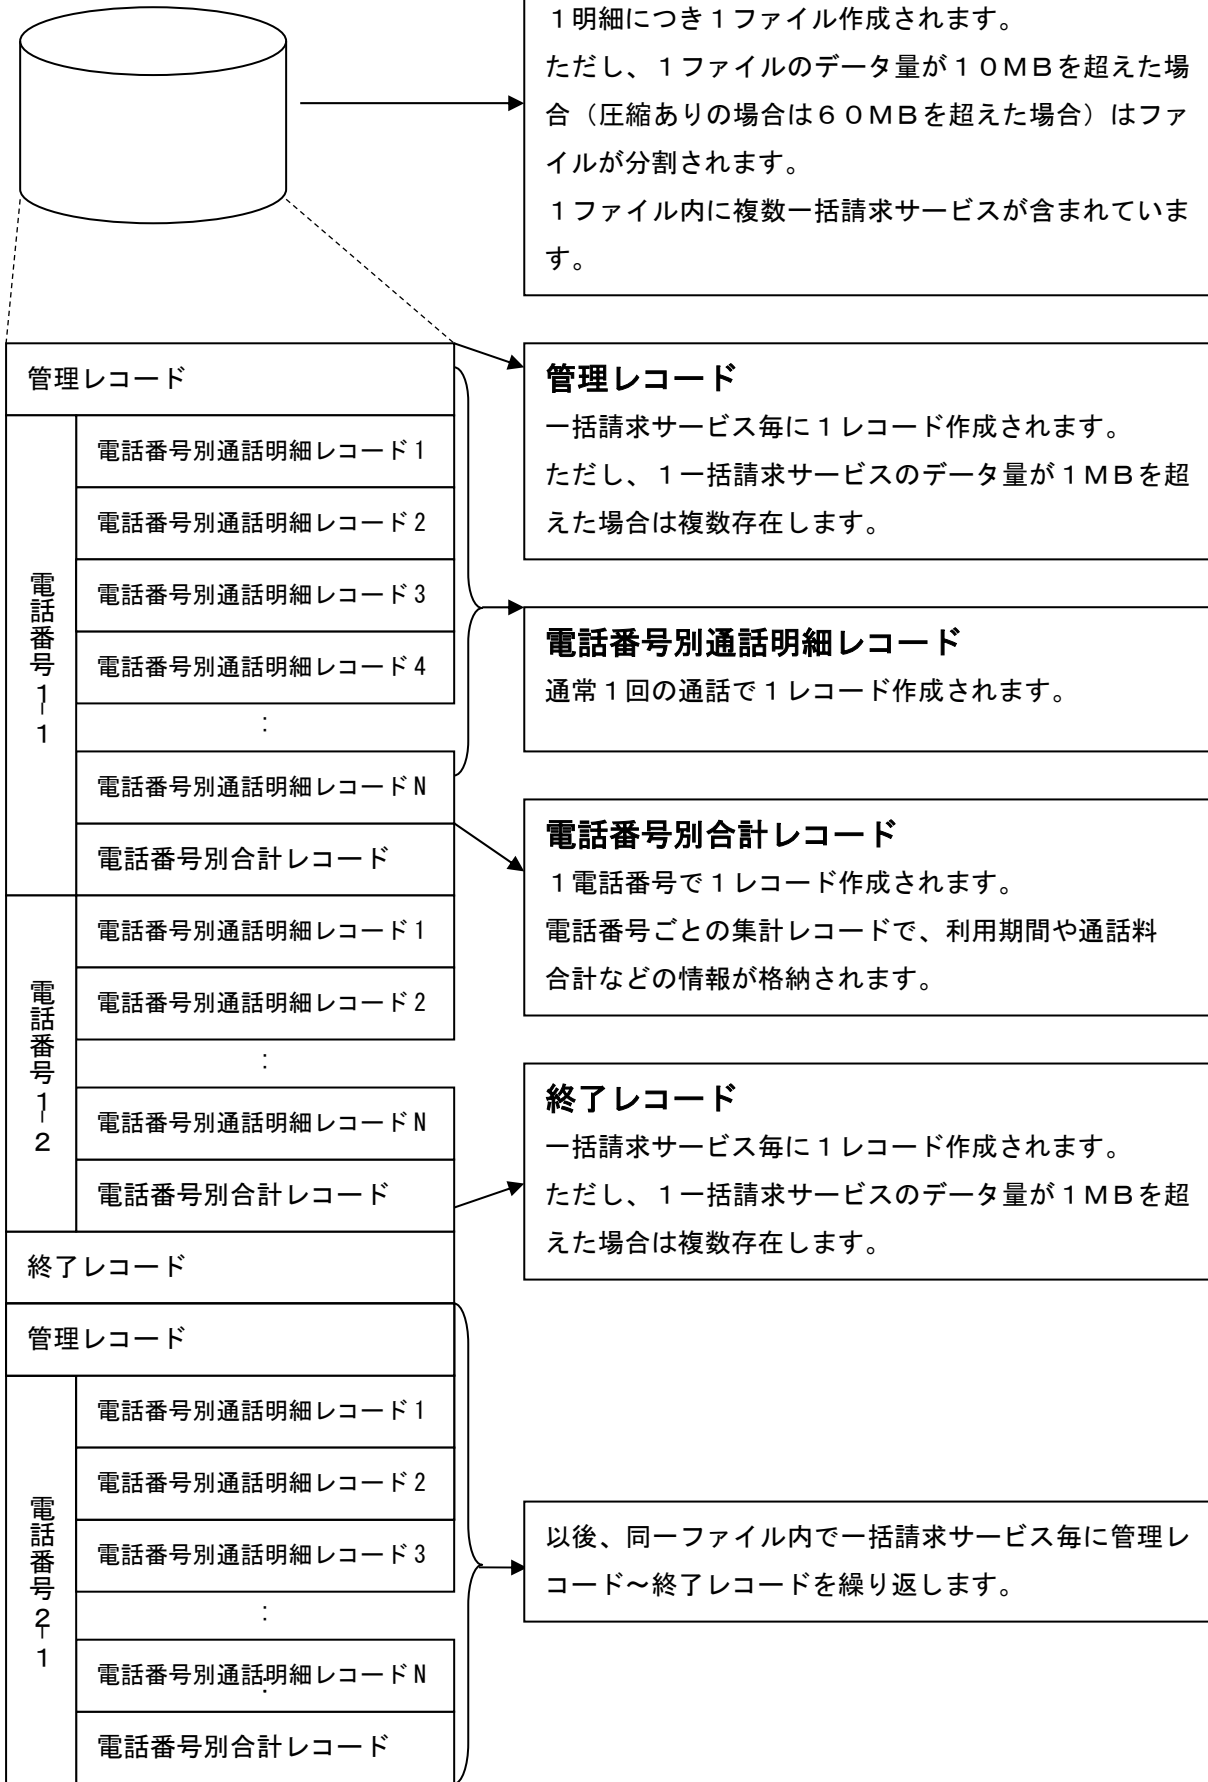 １明細につき１ファイル作成されます。
ただし、１ファイルのデータ量が１０ＭＢを超えた場
合（圧縮ありの場合は６０ＭＢを超えた場合）はファ
イルが分割されます。
１ファイル内に複数一括請求サービスが含まれていま
す。
管理レコード
電話番号１－１
電話番号別通話明細レコード1
電話番号別通話明細レコード2
電話番号別通話明細レコード3
電話番号別通話明細レコード4
：
電話番号別通話明細レコードN
電話番号別合計レコード
電話番号１－２
電話番号別通話明細レコード1
電話番号別通話明細レコード2
：
電話番号別通話明細レコードN
電話番号別合計レコード
終了レコード
管理レコード
電話番号２－１
電話番号別通話明細レコード1
電話番号別通話明細レコード2
電話番号別通話明細レコード3
：
電話番号別通話明細レコードN
：
電話番号別合計レコード
管理レコード
一括請求サービス毎に１レコード作成されます。
ただし、１一括請求サービスのデータ量が１ＭＢを超
えた場合は複数存在します。
電話番号別通話明細レコード
通常１回の通話で１レコード作成されます。
電話番号別合計レコード
１電話番号で１レコード作成されます。
電話番号ごとの集計レコードで、利用期間や通話料
合計などの情報が格納されます。
終了レコード
一括請求サービス毎に１レコード作成されます。
ただし、１一括請求サービスのデータ量が１ＭＢを超
えた場合は複数存在します。
以後、同一ファイル内で一括請求サービス毎に管理レ
コード～終了レコードを繰り返します。